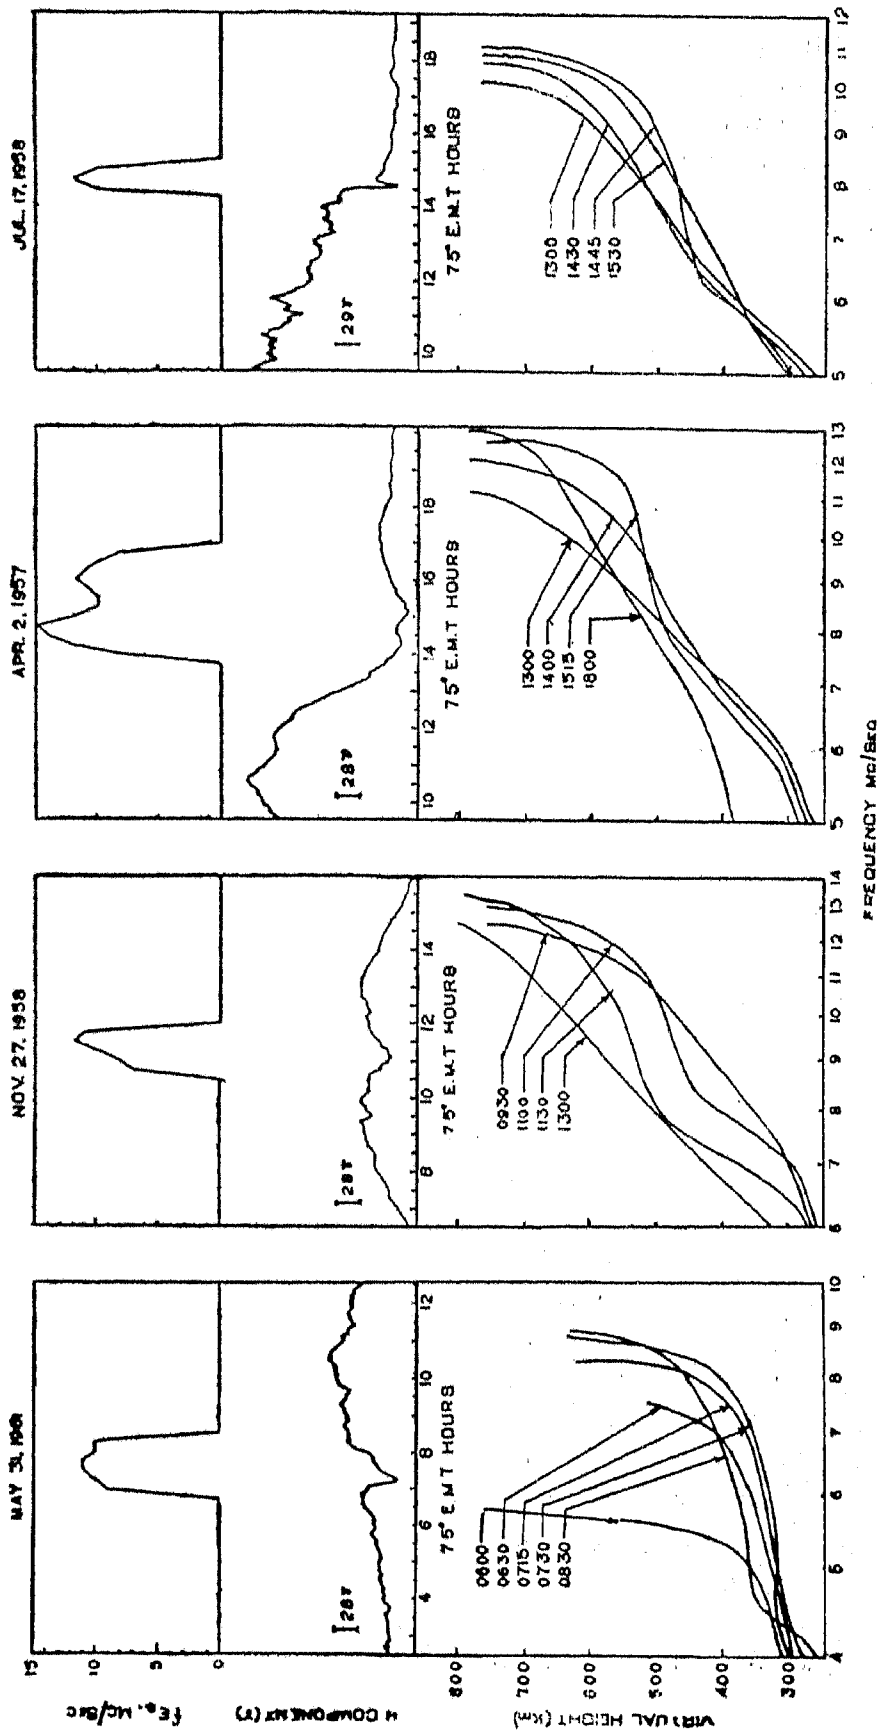 MAY 31, 1961
NOV. 27, 1958
APR. 2, 1957
JUL. 17, 1958
fEs, Mc/Sec
15
10
5
0
H COMPONENT (γ)
28γ
28γ
28γ
29γ
4 6 8 10 12
8 10 12 14
10 12 14 16 18
10 12 14 16 18
75° E.M.T HOURS
75° E.M.T HOURS
75° E.M.T HOURS
75° E.M.T HOURS
VIRTUAL HEIGHT (Km)
800
700
600
500
400
300
0600
0630
0715
0730
0830
0930
1100
1130
1300
1300
1400
1515
1800
1300
1430
1445
1530
4 5 6 7 8 9 10
6 7 8 9 10 11 12 13 14
5 6 7 8 9 10 11 12 13
5 6 7 8 9 10 11 12
FREQUENCY Mc/SEC